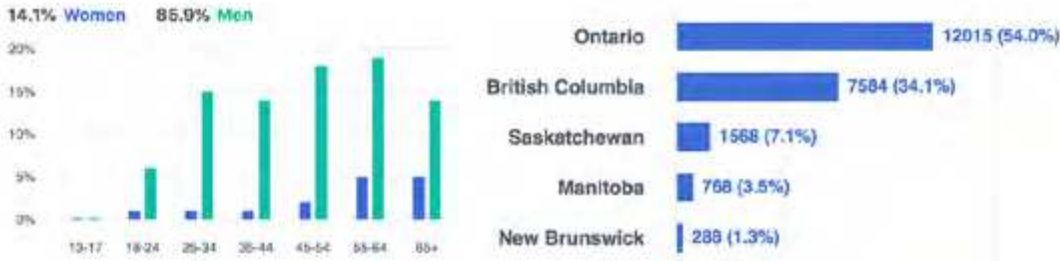 14.1% Women 85.9% Men
20%
15%
10%
5%
0%
13-17 18-24 25-34 35-44 45-54 55-64 65+
Ontario 12015 (54.0%)
British Columbia 7584 (34.1%)
Saskatchewan 1568 (7.1%)
Manitoba 768 (3.5%)
New Brunswick 288 (1.3%)